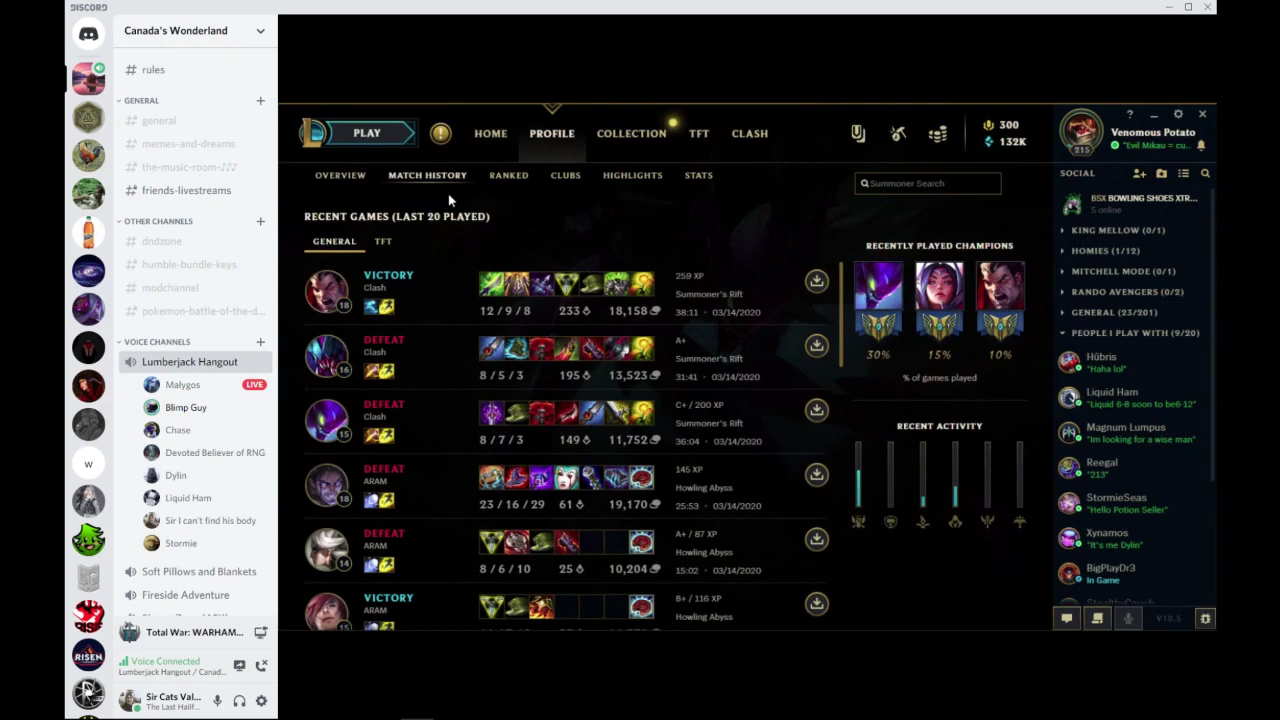 DISCORD
Canada's Wonderland
# rules
GENERAL
# general
# memes-and-dreams
# the-music-room-♪♪♪
# friends-livestreams
OTHER CHANNELS
# dndzone
# humble-bundle-keys
# modchannel
# pokemon-battle-of-the-d...
VOICE CHANNELS
Lumberjack Hangout
Malygos LIVE
Blimp Guy
Chase
Devoted Believer of RNG
Dylin
Liquid Ham
Sir I can't find his body
Stormie
Soft Pillows and Blankets
Fireside Adventure
Total War: WARHAM...
Voice Connected
Lumberjack Hangout / Canad...
Sir Cats Val...
The Last Half...
W
RISE
RISEN
PLAY
HOME
PROFILE
COLLECTION
TFT
CLASH
300
132K
OVERVIEW
MATCH HISTORY
RANKED
CLUBS
HIGHLIGHTS
STATS
Summoner Search
RECENT GAMES (LAST 20 PLAYED)
GENERAL
TFT
18
VICTORY
Clash
12 / 9 / 8
233
18,158
259 XP
Summoner's Rift
38:11 · 03/14/2020
16
DEFEAT
Clash
8 / 5 / 3
195
13,523
A+
Summoner's Rift
31:41 · 03/14/2020
15
DEFEAT
Clash
8 / 7 / 3
149
11,752
C+ / 200 XP
Summoner's Rift
36:04 · 03/14/2020
18
DEFEAT
ARAM
23 / 16 / 29
61
19,170
145 XP
Howling Abyss
25:53 · 03/14/2020
14
DEFEAT
ARAM
8 / 6 / 10
25
10,204
A+ / 87 XP
Howling Abyss
15:02 · 03/14/2020
15
VICTORY
ARAM
B+ / 116 XP
Howling Abyss
RECENTLY PLAYED CHAMPIONS
30%
15%
10%
% of games played
RECENT ACTIVITY
215
Venomous Potato
"Evil Mikau = cu...
SOCIAL
BSX BOWLING SHOES XTR...
5 online
KING MELLOW (0/1)
HOMIES (1/12)
MITCHELL MODE (0/1)
RANDO AVENGERS (0/2)
GENERAL (23/201)
PEOPLE I PLAY WITH (9/20)
Hûbris
"Haha lol"
Liquid Ham
"Liquid 6-8 soon to be6-12"
Magnum Lumpus
"Im looking for a wise man"
Reegal
"213"
StormieSeas
"Hello Potion Seller"
Xynamos
"It's me Dylin"
BigPlayDr3
In Game
V10.5